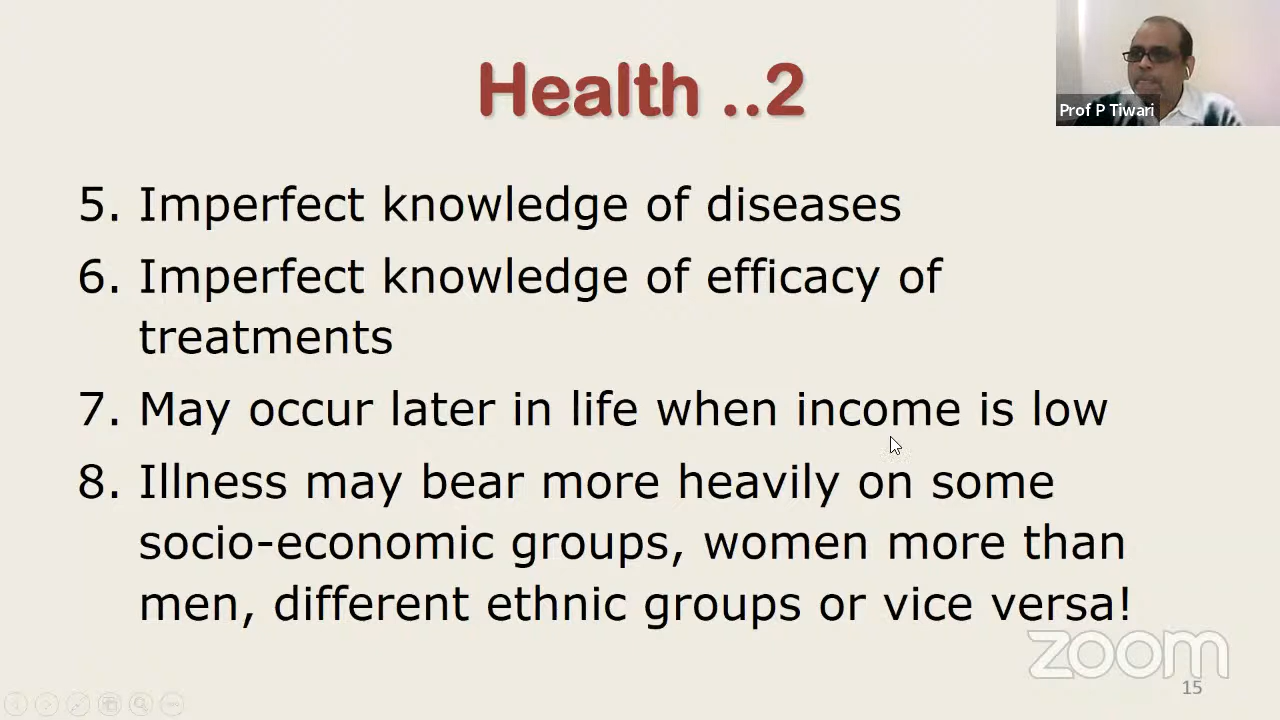 Health ..2
Prof P Tiwari
5. Imperfect knowledge of diseases
6. Imperfect knowledge of efficacy of
treatments
7. May occur later in life when income is low
8. Illness may bear more heavily on some
socio-economic groups, women more than
men, different ethnic groups or vice versa!
zoom
15